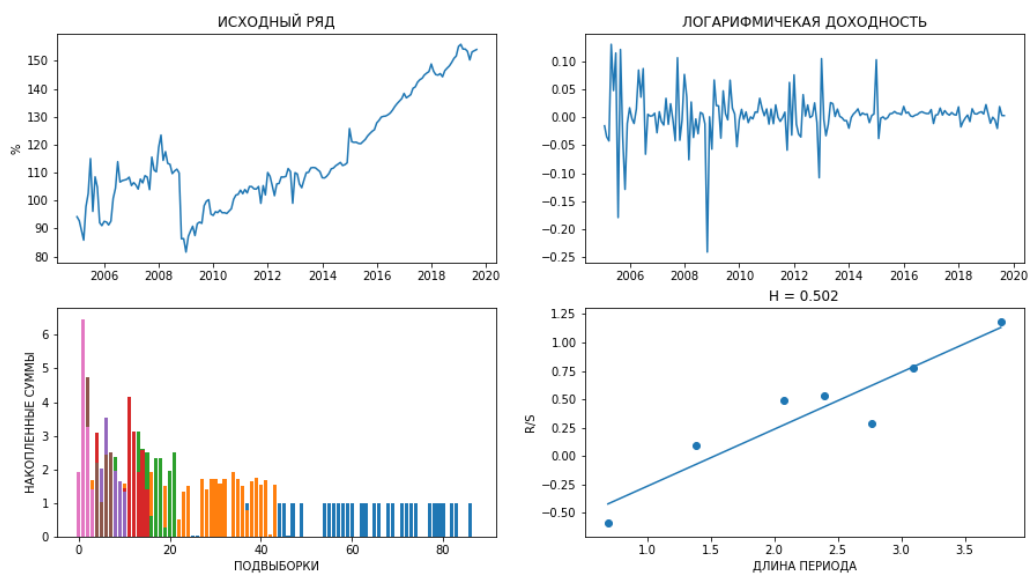 ИСХОДНЫЙ РЯД
%
150
140
130
120
110
100
90
80
2006 2008 2010 2012 2014 2016 2018 2020
ЛОГАРИФМИЧЕКАЯ ДОХОДНОСТЬ
0.10
0.05
0.00
−0.05
−0.10
−0.15
−0.20
−0.25
2006 2008 2010 2012 2014 2016 2018 2020
НАКОПЛЕННЫЕ СУММЫ
6
5
4
3
2
1
0
0 20 40 60 80
ПОДВЫБОРКИ
H = 0.502
R/S
1.25
1.00
0.75
0.50
0.25
0.00
−0.25
−0.50
1.0 1.5 2.0 2.5 3.0 3.5
ДЛИНА ПЕРИОДА